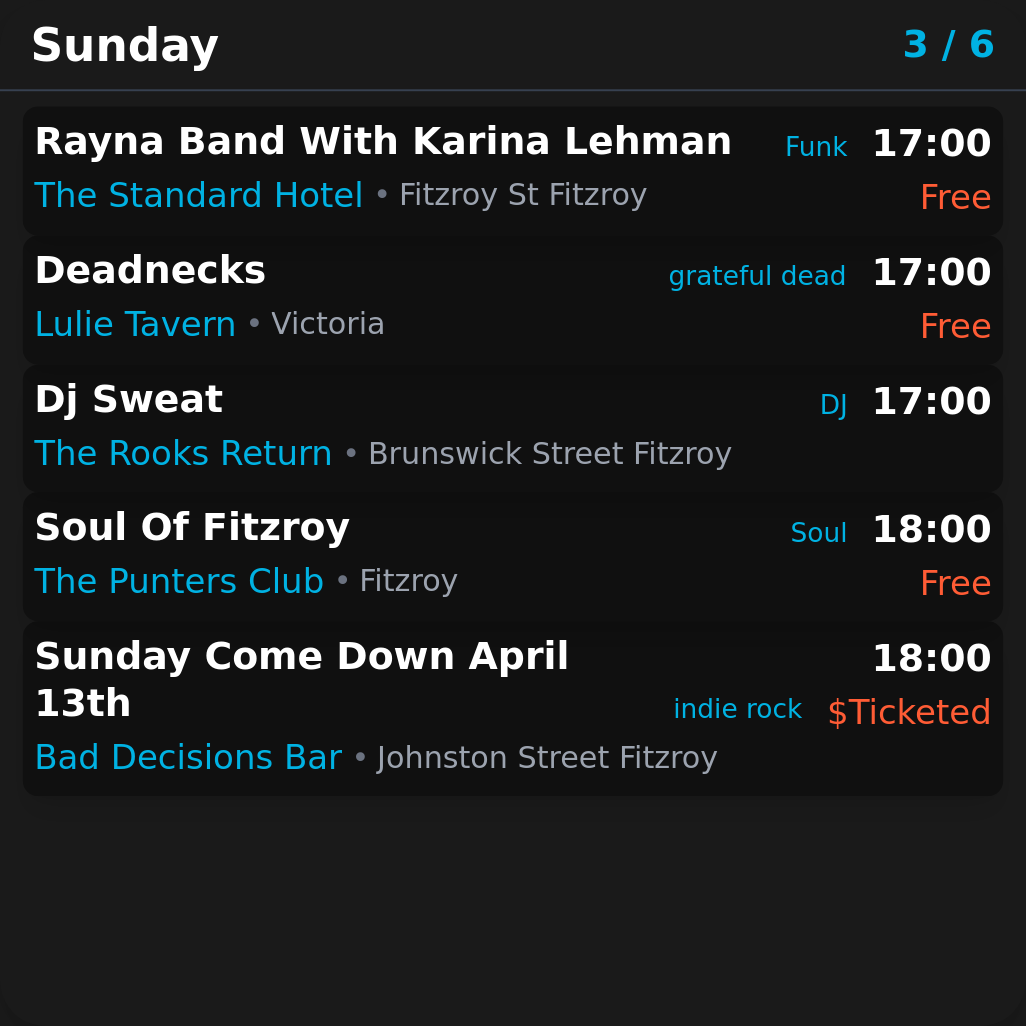 Sunday 3 / 6
Rayna Band With Karina Lehman Funk 17:00
The Standard Hotel • Fitzroy St Fitzroy Free
Deadnecks grateful dead 17:00
Lulie Tavern • Victoria Free
Dj Sweat DJ 17:00
The Rooks Return • Brunswick Street Fitzroy
Soul Of Fitzroy Soul 18:00
The Punters Club • Fitzroy Free
Sunday Come Down April 18:00
13th indie rock $Ticketed
Bad Decisions Bar • Johnston Street Fitzroy